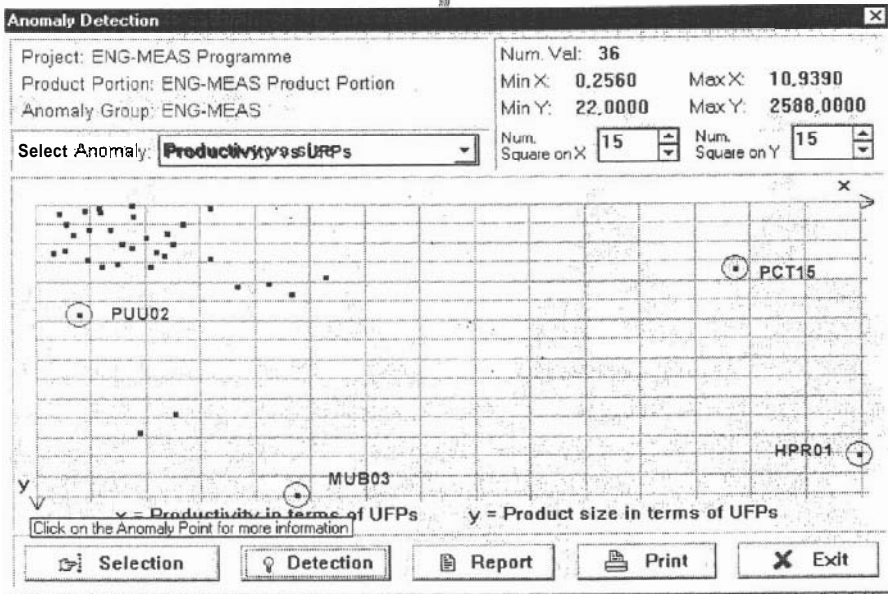 Anomaly Detection
Project: ENG-MEAS Programme
Product Portion: ENG-MEAS Product Portion
Anomaly Group: ENG-MEAS
Num. Val: 36
Min X: 0,2560 Max X: 10,9390
Min Y: 22,0000 Max Y: 2588,0000
Select Anomaly: Productivity vs UFPs
Num. Square on X 15 Num. Square on Y 15
x
PCT15
PUU02
HPR01
MUB03
y
x = Productivity in terms of UFPs y = Product size in terms of UFPs
Click on the Anomaly Point for more information
Selection Detection Report Print Exit